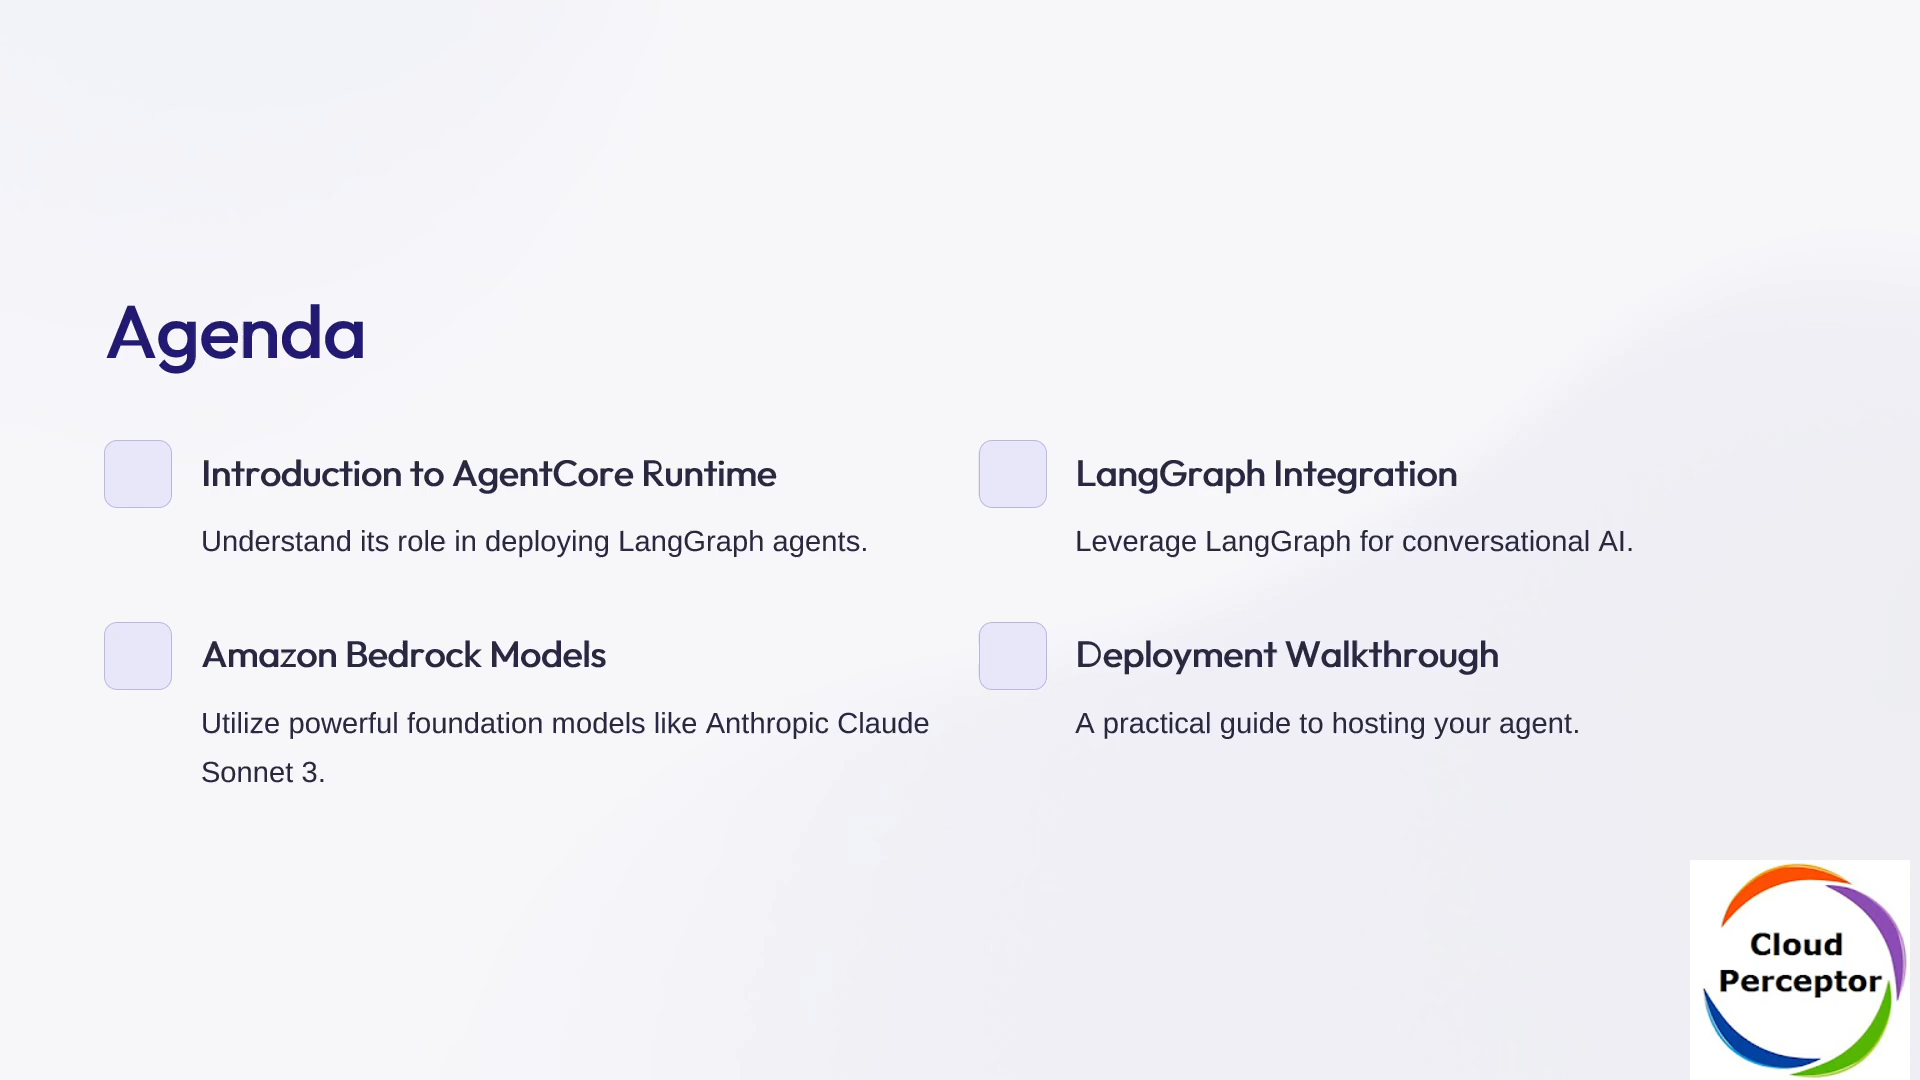 Agenda
Introduction to AgentCore Runtime
Understand its role in deploying LangGraph agents.
LangGraph Integration
Leverage LangGraph for conversational AI.
Amazon Bedrock Models
Utilize powerful foundation models like Anthropic Claude
Sonnet 3.
Deployment Walkthrough
A practical guide to hosting your agent.
Cloud
Perceptor